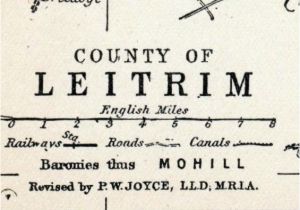 Leitrim
COUNTY OF
LEITRIM
English Miles
0 1 2 3 4 5 6 7 8
Railways Sta Roads Canals
Baronies thus MOHILL
Revised by P.W. JOYCE, LLD; M.R.I.A.